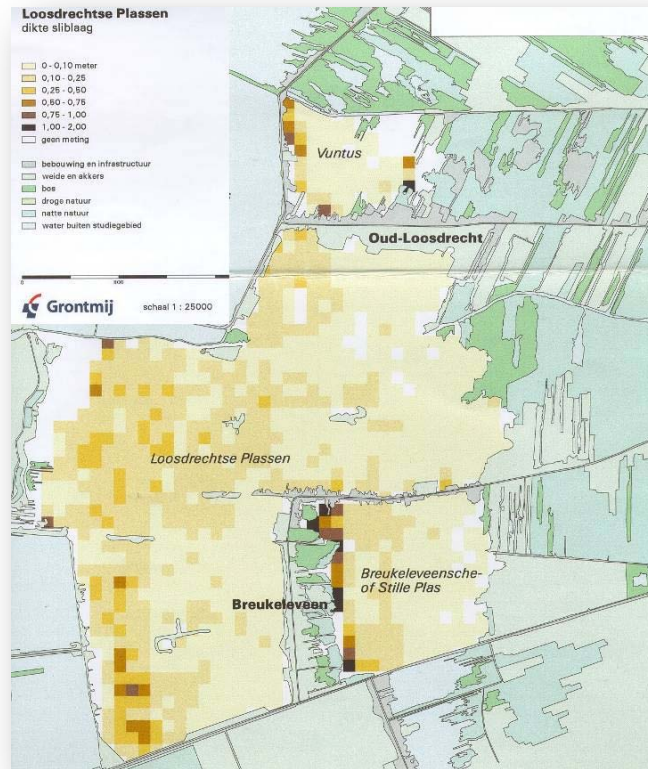 Loosdrechtse Plassen
dikte sliblaag
0 - 0,10 meter
0,10 - 0,25
0,25 - 0,50
0,50 - 0,75
0,75 - 1,00
1,00 - 2,00
geen meting
bebouwing en infrastructuur
weide en akkers
bos
droge natuur
natte natuur
water buiten studiegebied
Grontmij
schaal 1 : 25000
Vuntus
Oud-Loosdrecht
Loosdrechtse Plassen
Breukeleveensche-
of Stille Plas
Breukeleveen